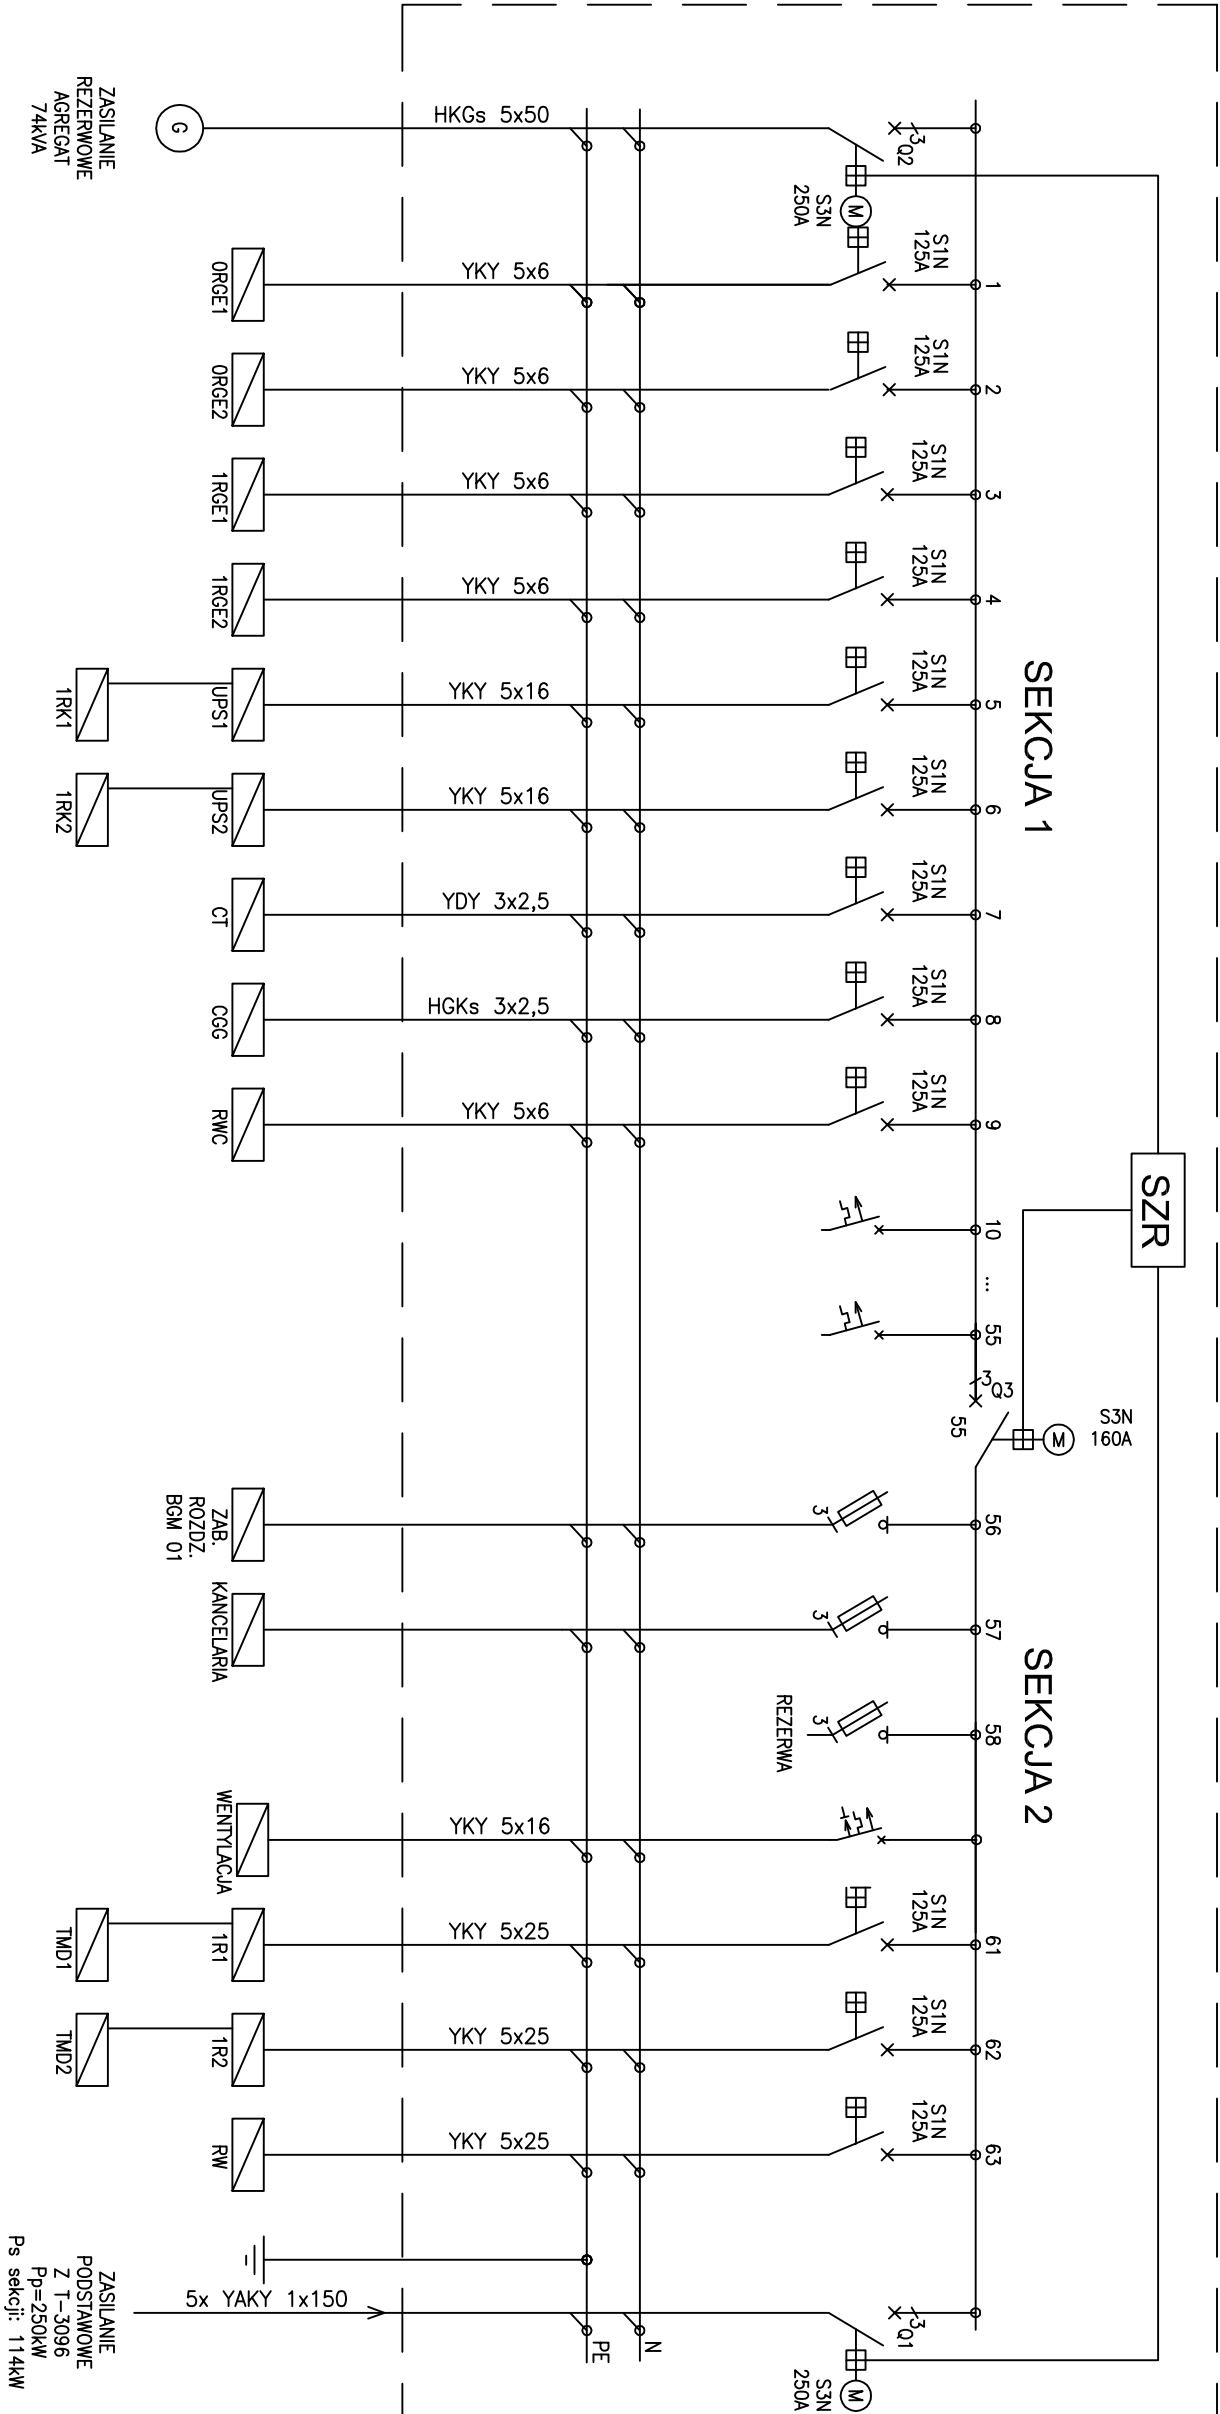 ZASILANIE
REZERWOWE
AGREGAT
74kVA
G
HKGs 5x50
3
Q2
M
S3N
250A
S1N
125A
1
YKY 5x6
0RGE1
S1N
125A
2
YKY 5x6
0RGE2
S1N
125A
3
YKY 5x6
1RGE1
S1N
125A
4
YKY 5x6
1RGE2
SEKCJA 1
S1N
125A
5
YKY 5x16
UPS1
1RK1
S1N
125A
6
YKY 5x16
UPS2
1RK2
S1N
125A
7
YDY 3x2,5
CT
S1N
125A
8
HGKs 3x2,5
CGG
S1N
125A
9
YKY 5x6
RWC
SZR
10
...
55
3
Q3
55
M
S3N
160A
56
3
ZAB.
ROZDZ.
BGM 01
57
3
KANCELARIA
SEKCJA 2
58
3
REZERWA
YKY 5x16
WENTYLACJA
S1N
125A
61
YKY 5x25
1R1
TMD1
S1N
125A
62
YKY 5x25
1R2
TMD2
S1N
125A
63
YKY 5x25
RW
5x YAKY 1x150
PE
N
3
Q1
M
S3N
250A
ZASILANIE
PODSTAWOWE
Z T-3096
Pp=250kW
Ps sekcji: 114kW